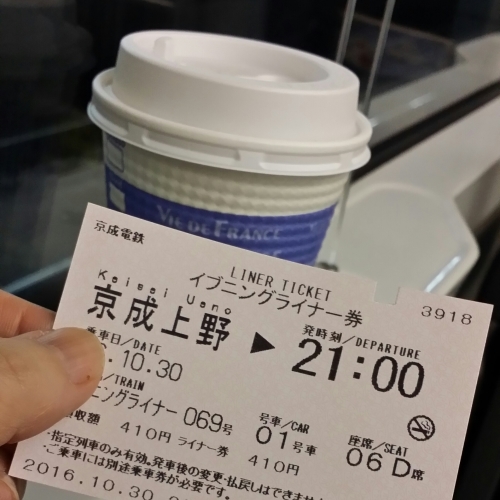 VIE DE FRANCE
京成電鉄
LINER TICKET
イブニングライナー券
3918
Keisei Ueno
京成上野 ▶
発時刻/DEPARTURE
21:00
乗車日/DATE
.10.30
/TRAIN
ニングライナー 069号
号車/CAR
01号車
座席/SEAT
06D席
収額 410円 ライナー券 410円
・指定列車のみ有効。発車後の変更・払戻しはできませ
・ご乗車には別途乗車券が必要です。
2016.10.30